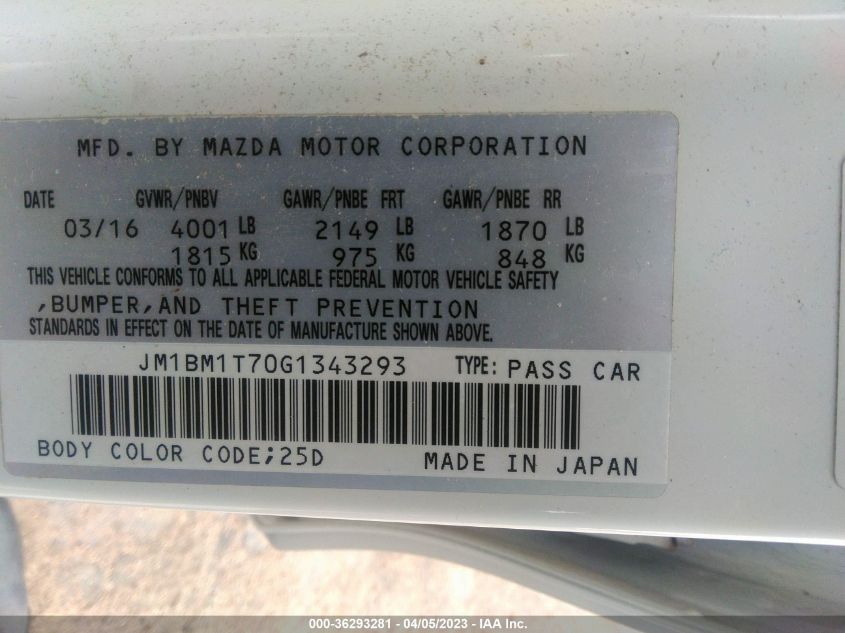 MFD. BY MAZDA MOTOR CORPORATION
DATE GVWR/PNBV GAWR/PNBE FRT GAWR/PNBE RR
03/16 4001 LB 2149 LB 1870 LB
1815 KG 975 KG 848 KG
THIS VEHICLE CONFORMS TO ALL APPLICABLE FEDERAL MOTOR VEHICLE SAFETY
,BUMPER,AND THEFT PREVENTION
STANDARDS IN EFFECT ON THE DATE OF MANUFACTURE SHOWN ABOVE.
JM1BM1T70G1343293 TYPE: PASS CAR
BODY COLOR CODE;25D MADE IN JAPAN
000-36293281 - 04/05/2023 - IAA Inc.